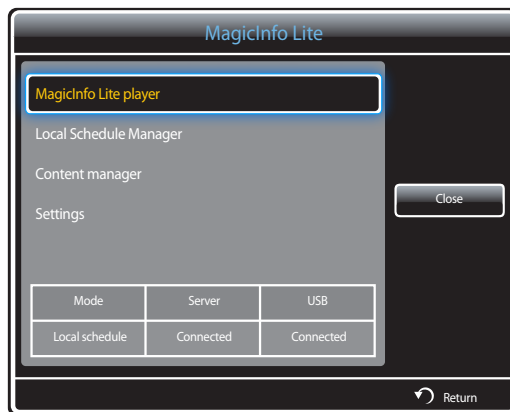 MagicInfo Lite
MagicInfo Lite player
Local Schedule Manager
Content manager
Settings
Close
Mode Server USB
Local schedule Connected Connected
Return